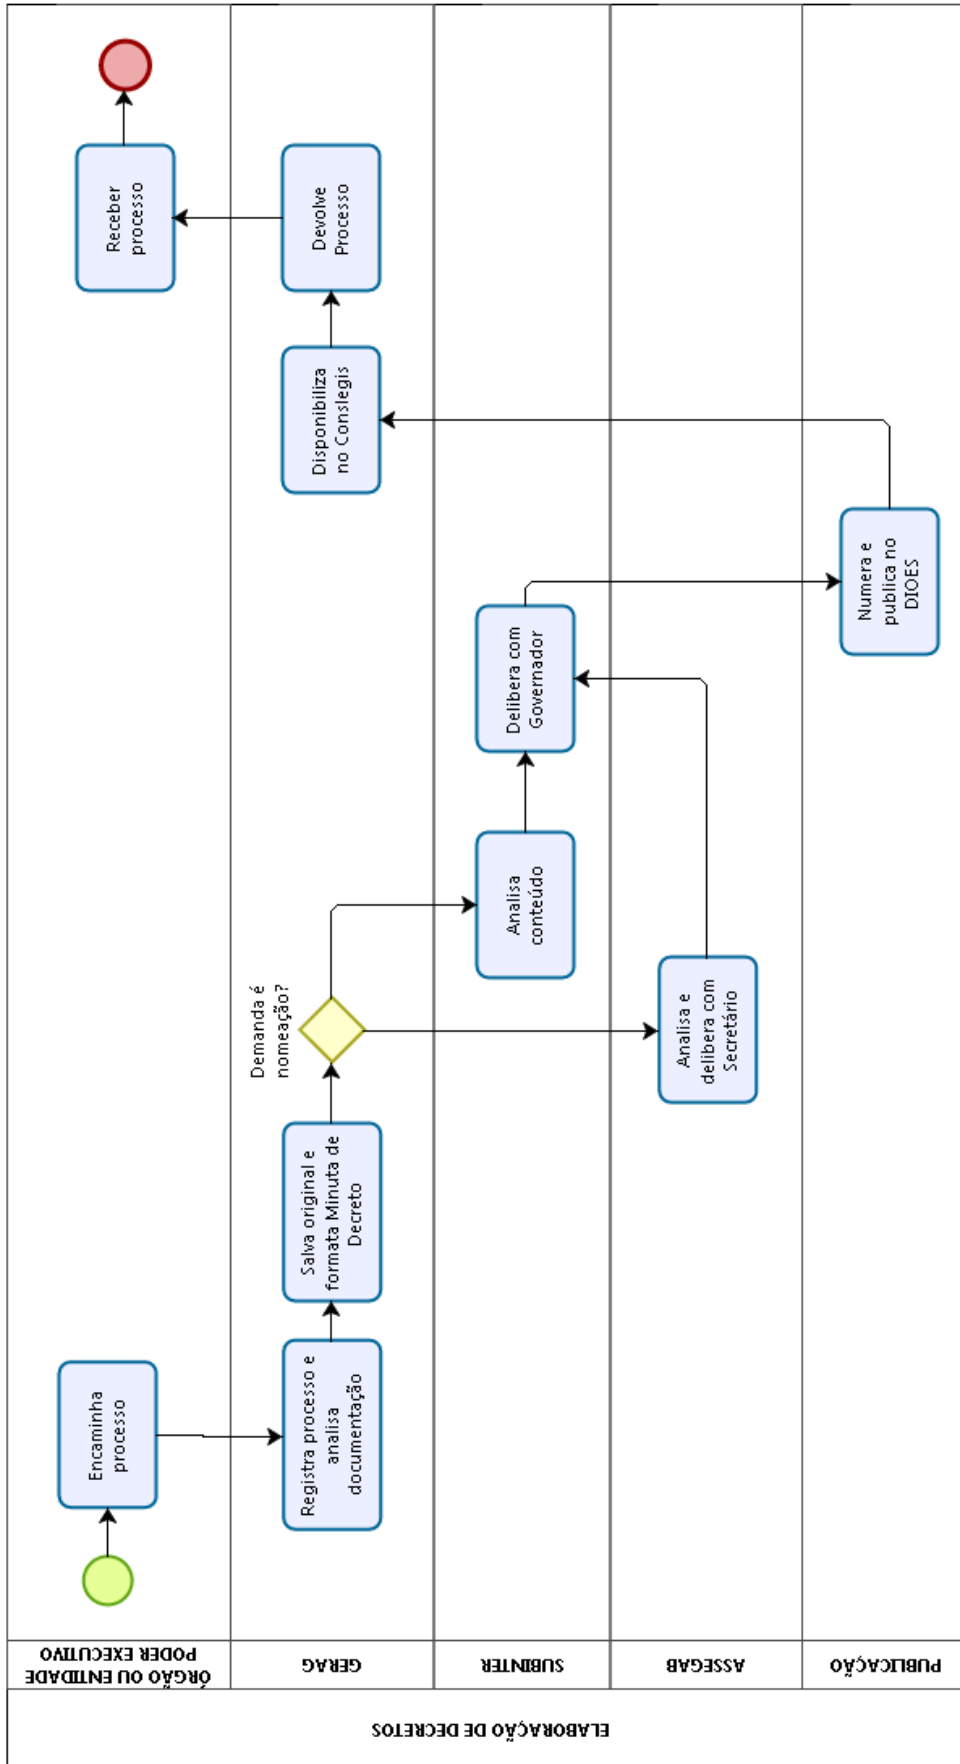 ELABORAÇÃO DE DECRETOS
ÓRGÃO OU ENTIDADE
PODER EXECUTIVO
GERAG
SUBINTER
ASSEGAB
PUBLICAÇÃO
Encaminha
processo
Registra processo e
analisa
documentação
Salva original e
formata Minuta de
Decreto
Demanda é
nomeação?
Analisa
conteúdo
Analisa e
delibera com
Secretário
Delibera com
Governador
Numera e
publica no
DIOES
Disponibiliza
no Conslegis
Devolve
Processo
Receber
processo